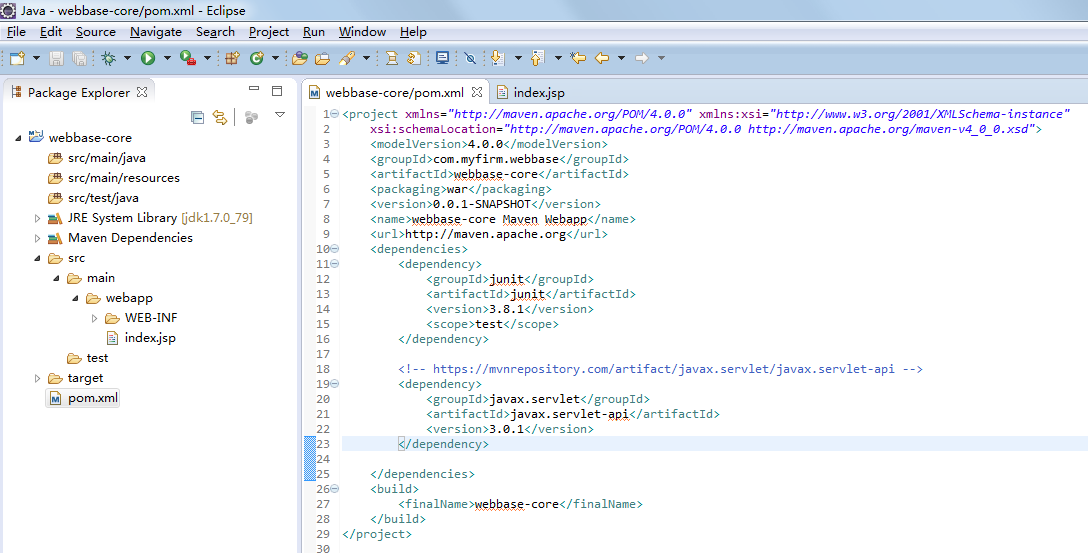 Java - webbase-core/pom.xml - Eclipse
File Edit Source Navigate Search Project Run Window Help
Package Explorer
webbase-core
src/main/java
src/main/resources
src/test/java
JRE System Library [jdk1.7.0_79]
Maven Dependencies
src
main
webapp
WEB-INF
index.jsp
test
target
pom.xml
webbase-core/pom.xml index.jsp
1 <project xmlns="http://maven.apache.org/POM/4.0.0" xmlns:xsi="http://www.w3.org/2001/XMLSchema-instance"
2 xsi:schemaLocation="http://maven.apache.org/POM/4.0.0 http://maven.apache.org/maven-v4_0_0.xsd">
3 <modelVersion>4.0.0</modelVersion>
4 <groupId>com.myfirm.webbase</groupId>
5 <artifactId>webbase-core</artifactId>
6 <packaging>war</packaging>
7 <version>0.0.1-SNAPSHOT</version>
8 <name>webbase-core Maven Webapp</name>
9 <url>http://maven.apache.org</url>
10 <dependencies>
11 <dependency>
12 <groupId>junit</groupId>
13 <artifactId>junit</artifactId>
14 <version>3.8.1</version>
15 <scope>test</scope>
16 </dependency>
17
18 <!-- https://mvnrepository.com/artifact/javax.servlet/javax.servlet-api -->
19 <dependency>
20 <groupId>javax.servlet</groupId>
21 <artifactId>javax.servlet-api</artifactId>
22 <version>3.0.1</version>
23 </dependency>
24
25 </dependencies>
26 <build>
27 <finalName>webbase-core</finalName>
28 </build>
29 </project>
30